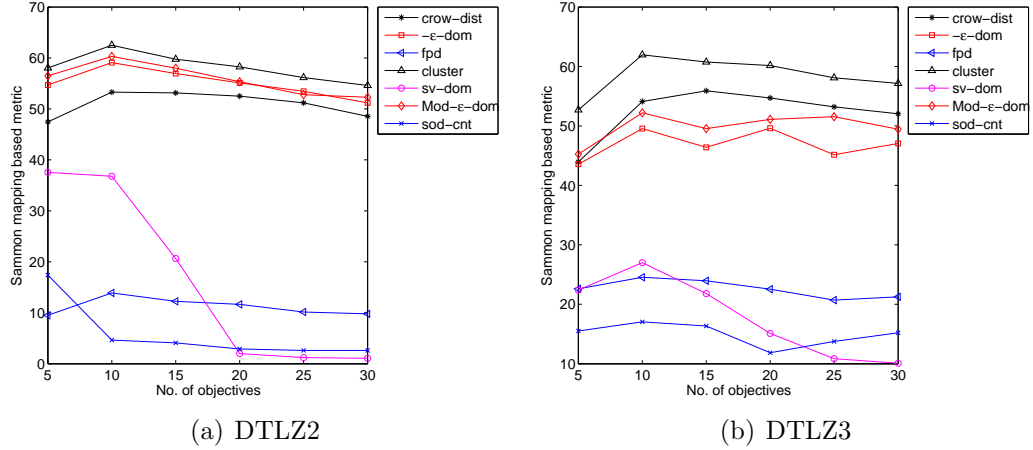 70
60
50
40
30
20
10
0
5 10 15 20 25 30
No. of objectives
Sammon mapping based metric
crow-dist
-ε-dom
fpd
cluster
sv-dom
Mod-ε-dom
sod-cnt
(a) DTLZ2
70
60
50
40
30
20
10
5 10 15 20 25 30
No. of objectives
Sammon mapping based metric
crow-dist
-ε-dom
fpd
cluster
sv-dom
Mod-ε-dom
sod-cnt
(b) DTLZ3